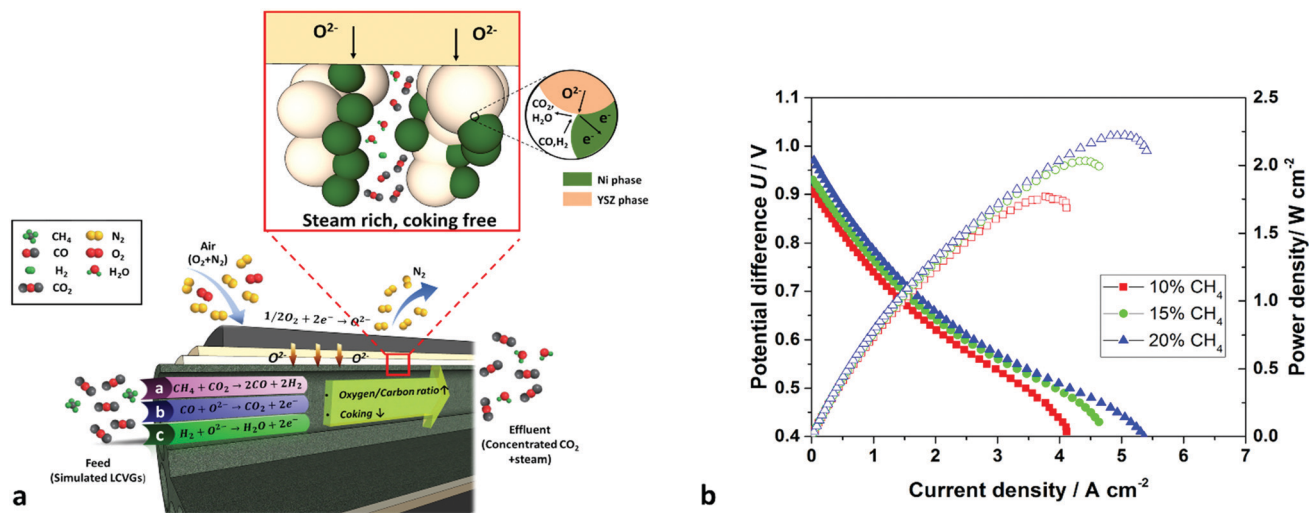 O²⁻
O²⁻
O²⁻
CO₂,
H₂O
e⁻
CO,H₂
e⁻
Ni phase
YSZ phase
Steam rich, coking free
CH₄
N₂
CO
O₂
H₂
H₂O
CO₂
Air
(O₂+N₂)
N₂
1/2O₂ + 2e⁻ → O²⁻
O²⁻
O²⁻
a
CH₄ + CO₂→ 2CO + 2H₂
b
CO + O²⁻ → CO₂ + 2e⁻
c
H₂ + O²⁻→ H₂O + 2e⁻
• Oxygen/Carbon ratio↑
• Coking ↓
Feed
(Simulated LCVGs)
Effluent
(Concentrated CO₂
+steam)
a
Potential difference U / V
1.1
1.0
0.9
0.8
0.7
0.6
0.5
0.4
0
1
2
3
4
5
6
7
Current density / A cm⁻²
2.5
2.0
1.5
1.0
0.5
0.0
Power density/ W cm⁻²
10% CH₄
15% CH₄
20% CH₄
b